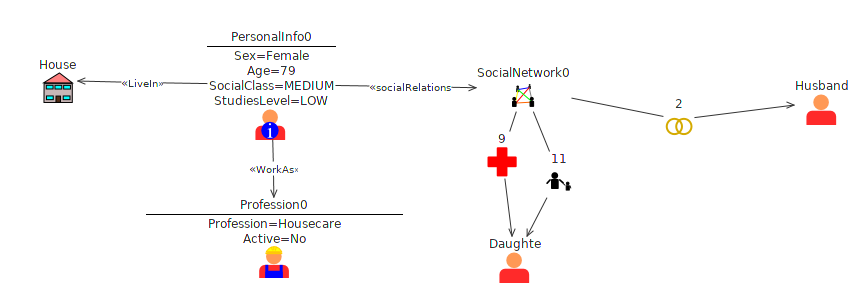 PersonalInfo0
Sex=Female
Age=79
SocialClass=MEDIUM
StudiesLevel=LOW
House
«LiveIn»
«socialRelations
SocialNetwork0
2
Husband
9
11
«WorkAs»
Profession0
Profession=Housecare
Active=No
Daughte
i